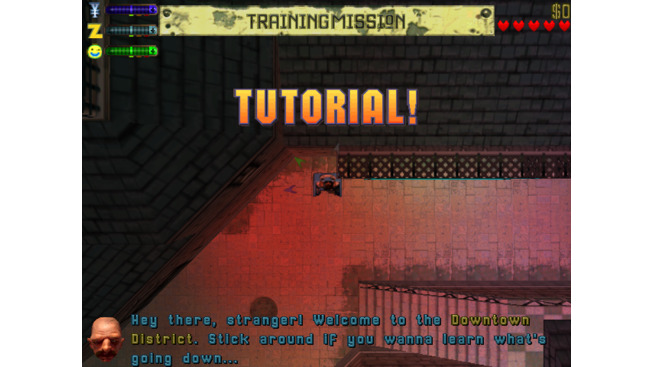 ¥
Z
TRAINING MISSION
$0
TUTORIAL!
Hey there, stranger! Welcome to the Downtown
District. Stick around if you wanna learn what's
going down...